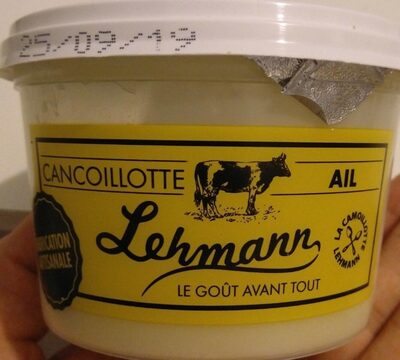 25/09/19
CANCOILLOTTE
AIL
Lehmann
LE GOÛT AVANT TOUT
FABRICATION
ARTISANALE
LA CANCOILLOTTE
LEHMANN